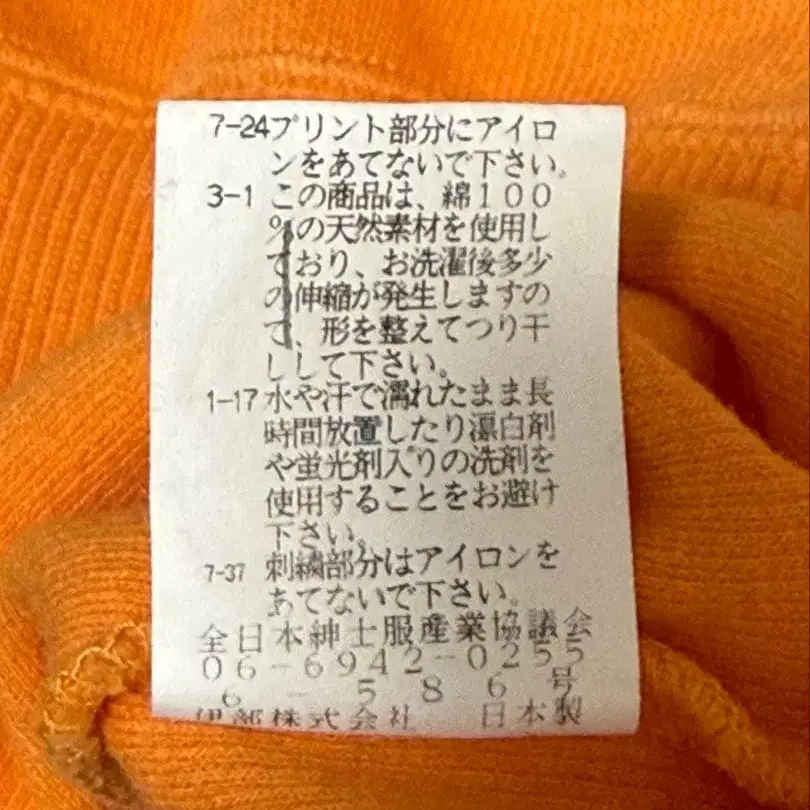 7-24プリント部分にアイロ
ンをあてないで下さい。
3-1 この商品は、綿100
%の天然素材を使用し
ており、お洗濯後多少
の伸縮が発生しますの
で、形を整えてつり干
しして下さい。
1-17 水や汗で濡れたまま長
時間放置したり漂白剤
や蛍光剤入りの洗剤を
使用することをお避け
下さい。
7-37 刺繍部分はアイロンを
あてないで下さい。
全日本紳士服産業協議会
06-6942-0255
6-586号
伊部株式会社 日本製